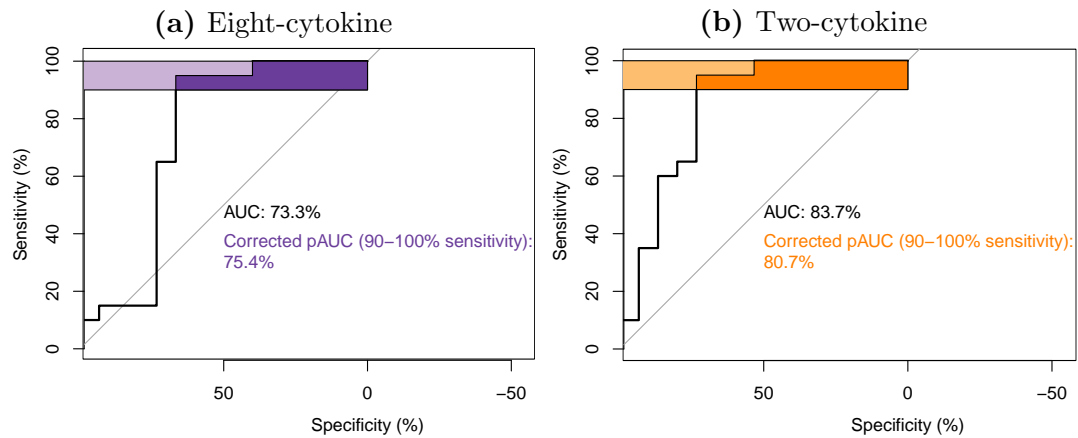 (a) Eight-cytokine
Sensitivity (%)
100
80
60
40
20
0
AUC: 73.3%
Corrected pAUC (90−100% sensitivity):
75.4%
50
0
−50
Specificity (%)
(b) Two-cytokine
Sensitivity (%)
100
80
60
40
20
0
AUC: 83.7%
Corrected pAUC (90−100% sensitivity):
80.7%
50
0
−50
Specificity (%)